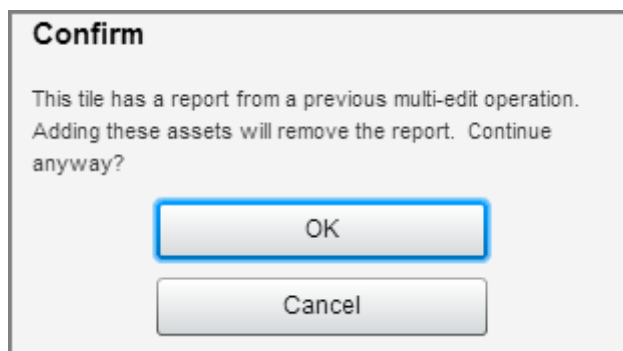 Confirm
This tile has a report from a previous multi-edit operation.
Adding these assets will remove the report.  Continue
anyway?
OK
Cancel